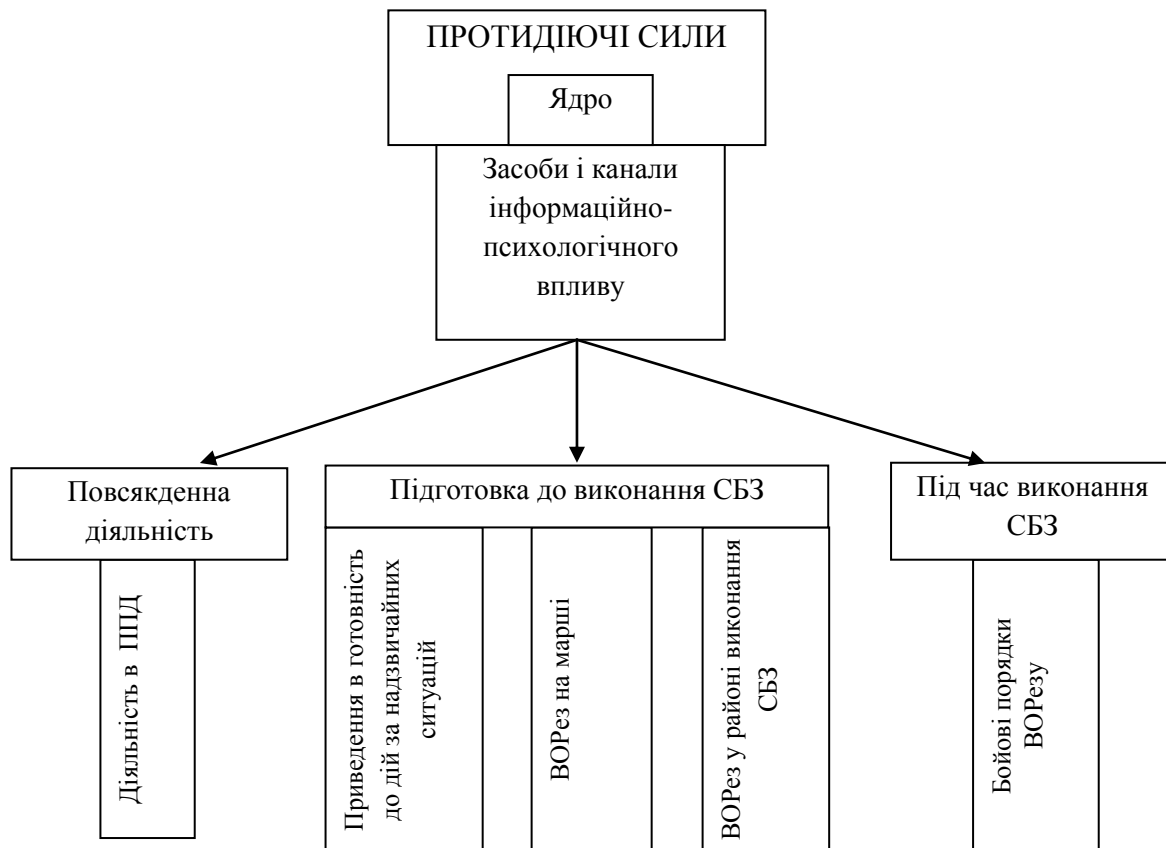 ПРОТИДІЮЧІ СИЛИ
Ядро
Засоби і канали
інформаційно-
психологічного
впливу
Повсякденна
діяльність
Діяльність в ППД
Підготовка до виконання СБЗ
Приведення в готовність
до дій за надзвичайних
ситуацій
ВОРез на марші
ВОРез у районі виконання
СБЗ
Під час виконання
СБЗ
Бойові порядки
ВОРезу